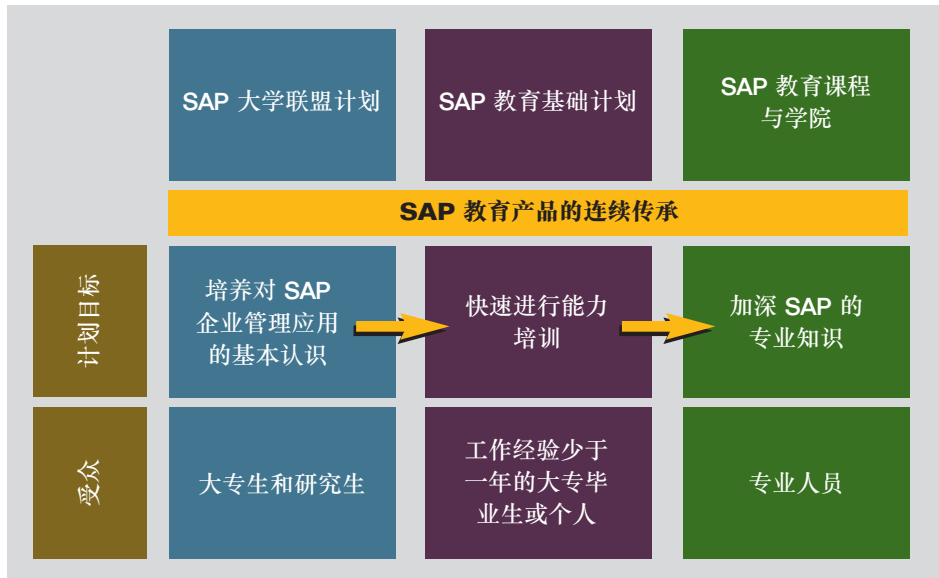 SAP 大学联盟计划
SAP 教育基础计划
SAP 教育课程
与学院
SAP 教育产品的连续传承
计划目标
培养对 SAP
企业管理应用
的基本认识
快速进行能力
培训
加深 SAP 的
专业知识
受众
大专生和研究生
工作经验少于
一年的大专毕
业生或个人
专业人员